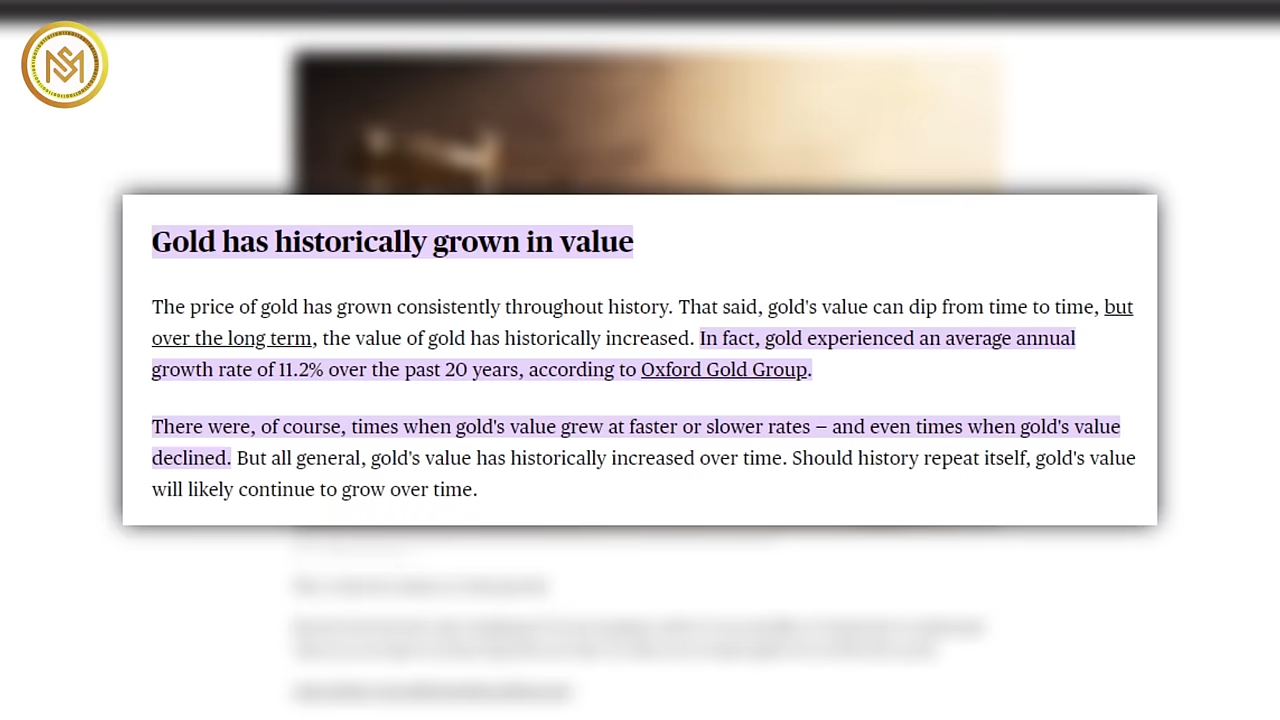 Gold has historically grown in value
The price of gold has grown consistently throughout history. That said, gold's value can dip from time to time, but
over the long term, the value of gold has historically increased. In fact, gold experienced an average annual
growth rate of 11.2% over the past 20 years, according to Oxford Gold Group.
There were, of course, times when gold's value grew at faster or slower rates – and even times when gold's value
declined. But all general, gold's value has historically increased over time. Should history repeat itself, gold's value
will likely continue to grow over time.